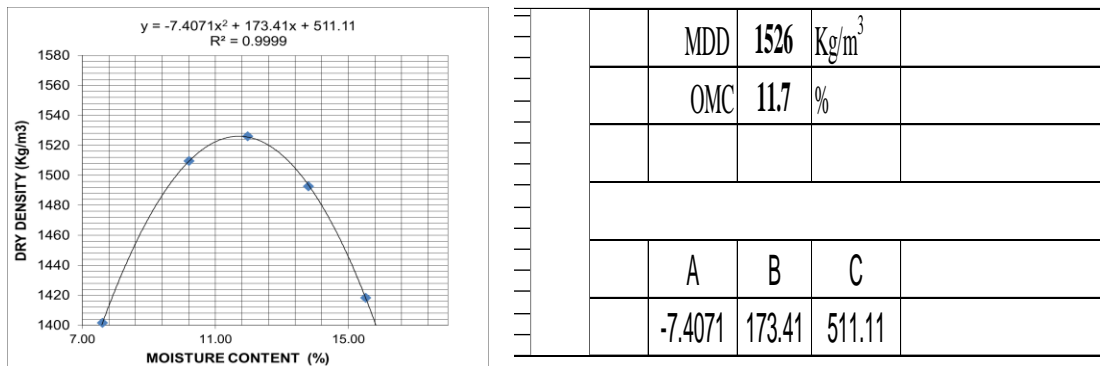 y = -7.4071x² + 173.41x + 511.11
R² = 0.9999
1580
1560
1540
1520
1500
1480
1460
1440
1420
1400
DRY DENSITY (Kg/m3)
7.00 11.00 15.00
MOISTURE CONTENT (%)
MDD 1526 Kg/m³
OMC 11.7 %
A B C
-7.4071 173.41 511.11